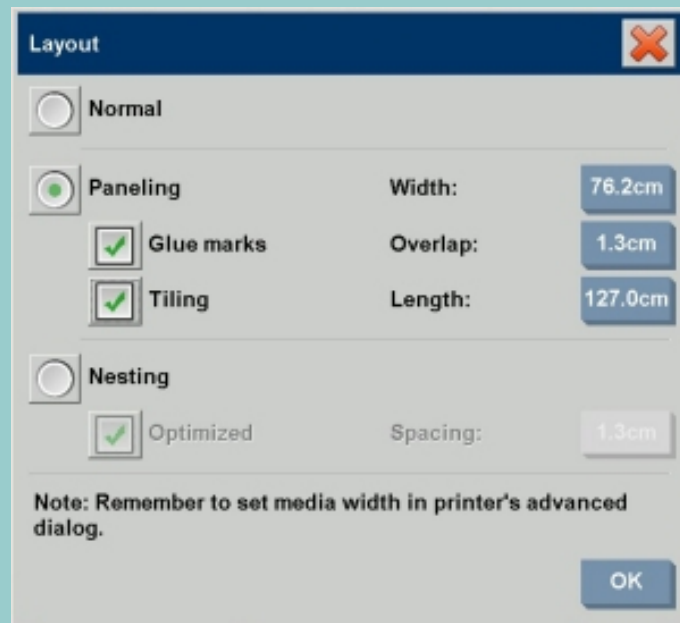 Layout
Normal
Paneling Width: 76.2cm
Glue marks Overlap: 1.3cm
Tiling Length: 127.0cm
Nesting
Optimized Spacing: 1.3cm
Note: Remember to set media width in printer's advanced
dialog.
OK